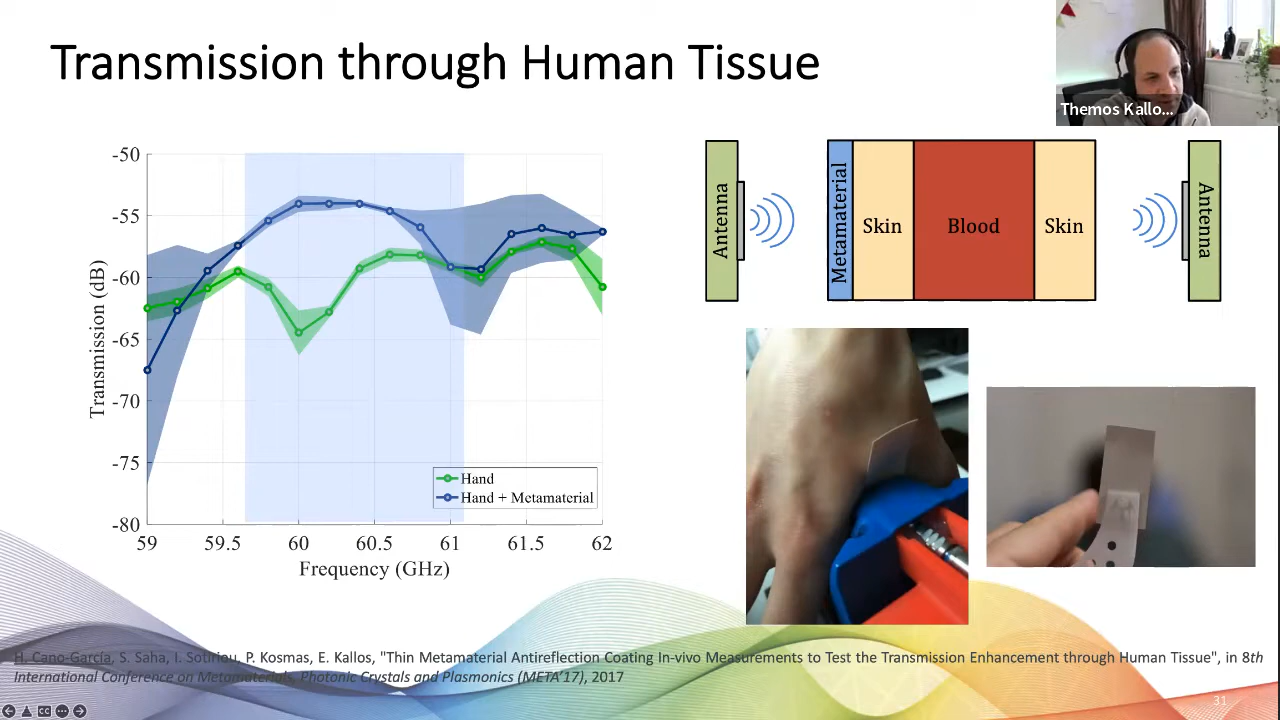 Transmission through Human Tissue
Themos Kallo...
-50
-55
-60
-65
-70
-75
-80
Transmission (dB)
59
59.5
60
60.5
61
61.5
62
Frequency (GHz)
Hand
Hand + Metamaterial
Antenna
Metamaterial
Skin
Blood
Skin
Antenna
H. Cano-García, S. Saha, I. Sotiriou, P. Kosmas, E. Kallos, "Thin Metamaterial Antireflection Coating In-vivo Measurements to Test the Transmission Enhancement through Human Tissue", in 8th
International Conference on Metamaterials, Photonic Crystals and Plasmonics (META'17), 2017
31